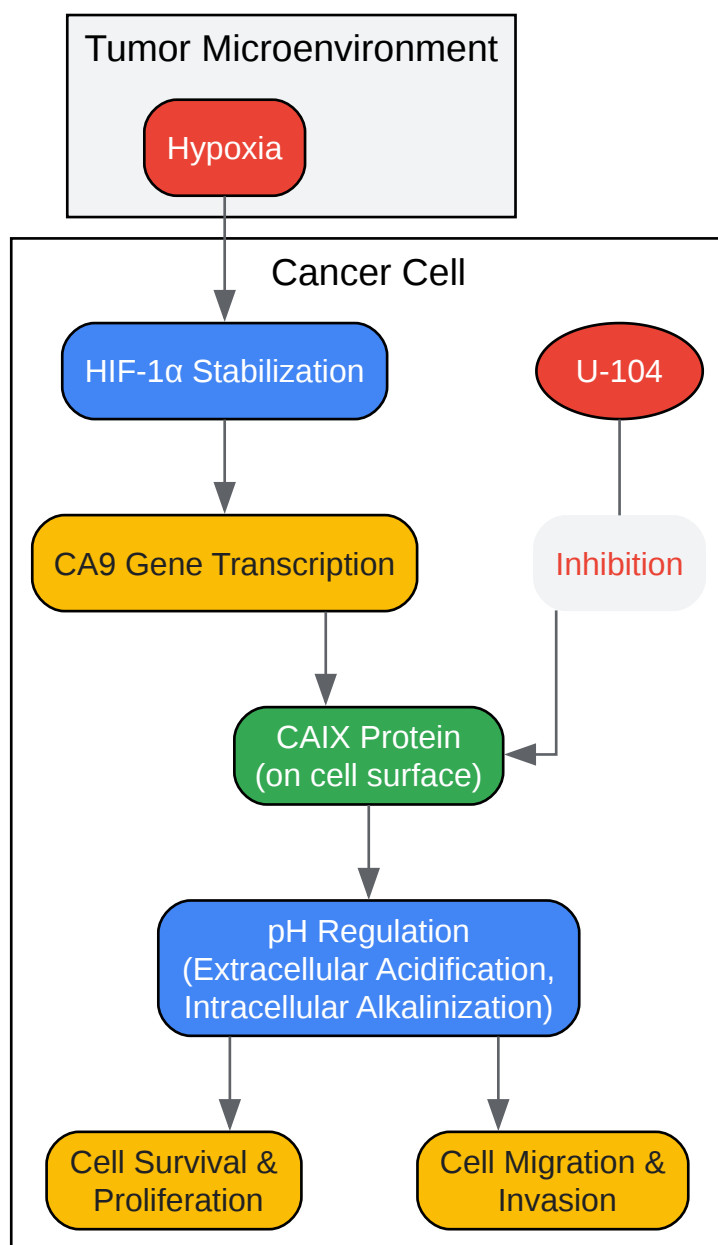 Tumor Microenvironment
Hypoxia
Cancer Cell
HIF-1α Stabilization
U-104
CA9 Gene Transcription
Inhibition
CAIX Protein
(on cell surface)
pH Regulation
(Extracellular Acidification,
Intracellular Alkalinization)
Cell Survival &
Proliferation
Cell Migration &
Invasion